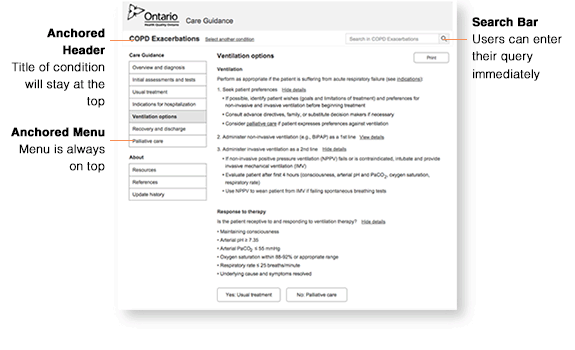 Ontario
Health Quality Ontario
Care Guidance
Anchored
Header
Title of condition
will stay at the
top
Anchored Menu
Menu is always
on top
Search Bar
Users can enter
their query
immediately
COPD Exacerbations
Select another condition
Search in COPD Exacerbations
Care Guidance
Overview and diagnosis
Initial assessments and tests
Usual treatment
Indications for hospitalization
Ventilation options
Recovery and discharge
Palliative care
About
Resources
References
Update history
Ventilation options
Print
Ventilation
Perform as appropriate if the patient is suffering from acute respiratory failure (see indications)
1. Seek patient preferences Hide details
• If possible, identify patient wishes (goals and limitations of treatment) and preferences for
non-invasive and invasive ventilation before beginning treatment
• Consult advance directives, family, or substitute decision makers if necessary
• Consider palliative care if patient expresses preferences against ventilation
2. Administer non-invasive ventilation (e.g., BiPAP) as a 1st line View details
3. Administer invasive ventilation as a 2nd line Hide details
• If non-invasive positive pressure ventilation (NPPV) fails or is contraindicated, intubate and provide
invasive mechanical ventilation (IMV)
• Evaluate patient after first 4 hours (consciousness, arterial pH and PaCO2, oxygen saturation,
respiratory rate)
• Use NPPV to wean patient from IMV if failing spontaneous breathing tests
Response to therapy
Is the patient receptive to and responding to ventilation therapy? Hide details
• Maintaining consciousness
• Arterial pH ≥ 7.35
• Arterial PaCO2 ≤ 55 mmHg
• Oxygen saturation within 88-92% or appropriate range
• Respiratory rate ≤ 25 breaths/minute
• Underlying cause and symptoms resolved
Yes: Usual treatment
No: Palliative care